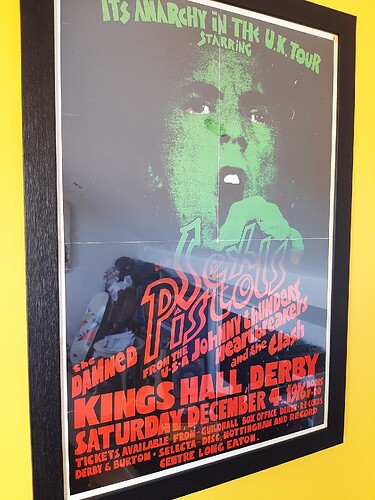 ITS ANARCHY IN THE U.K. TOUR
STARRING
Sex
Pistols
the DAMNED
FROM THE U·S·A
Johnny thunders
Heartbreakers
and the Clash
KINGS HALL, DERBY
SATURDAY DECEMBER 4.
TICKETS AVAILABLE FROM - GUILDHALL BOX OFFICE DERBY - RE CORDS
DERBY & BURTON · SELECTA-DISC, NOTTINGHAM AND RECORD
CENTRE LONG EATON.